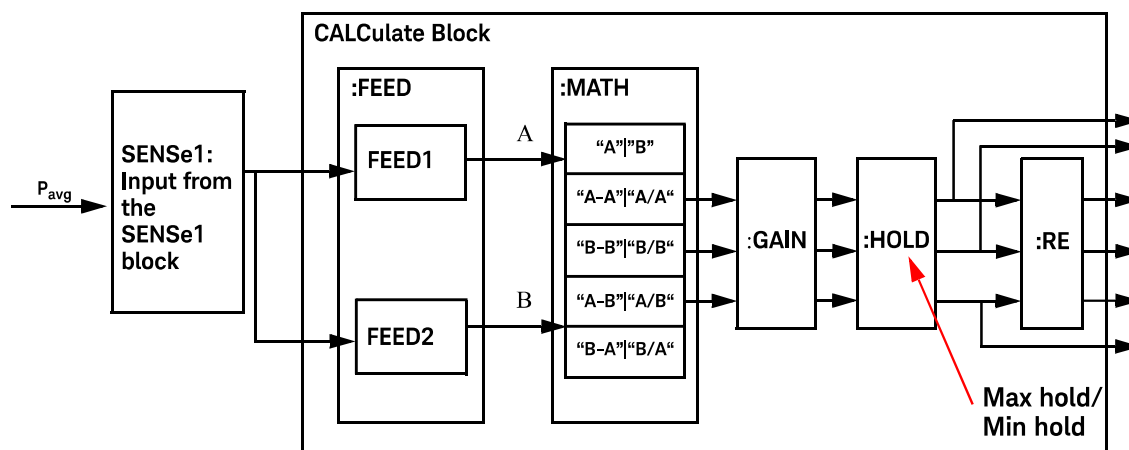 CALCulate Block
:FEED
:MATH
A
“A”|”B”
SENSe1:
Input from
the
SENSe1
block
FEED1
Pavg
“A-A”|“A/A“
:GAIN
:HOLD
:RE
“B-B”|“B/B“
B
“A-B”|“A/B“
FEED2
“B-A”|“B/A“
Max hold/
Min hold